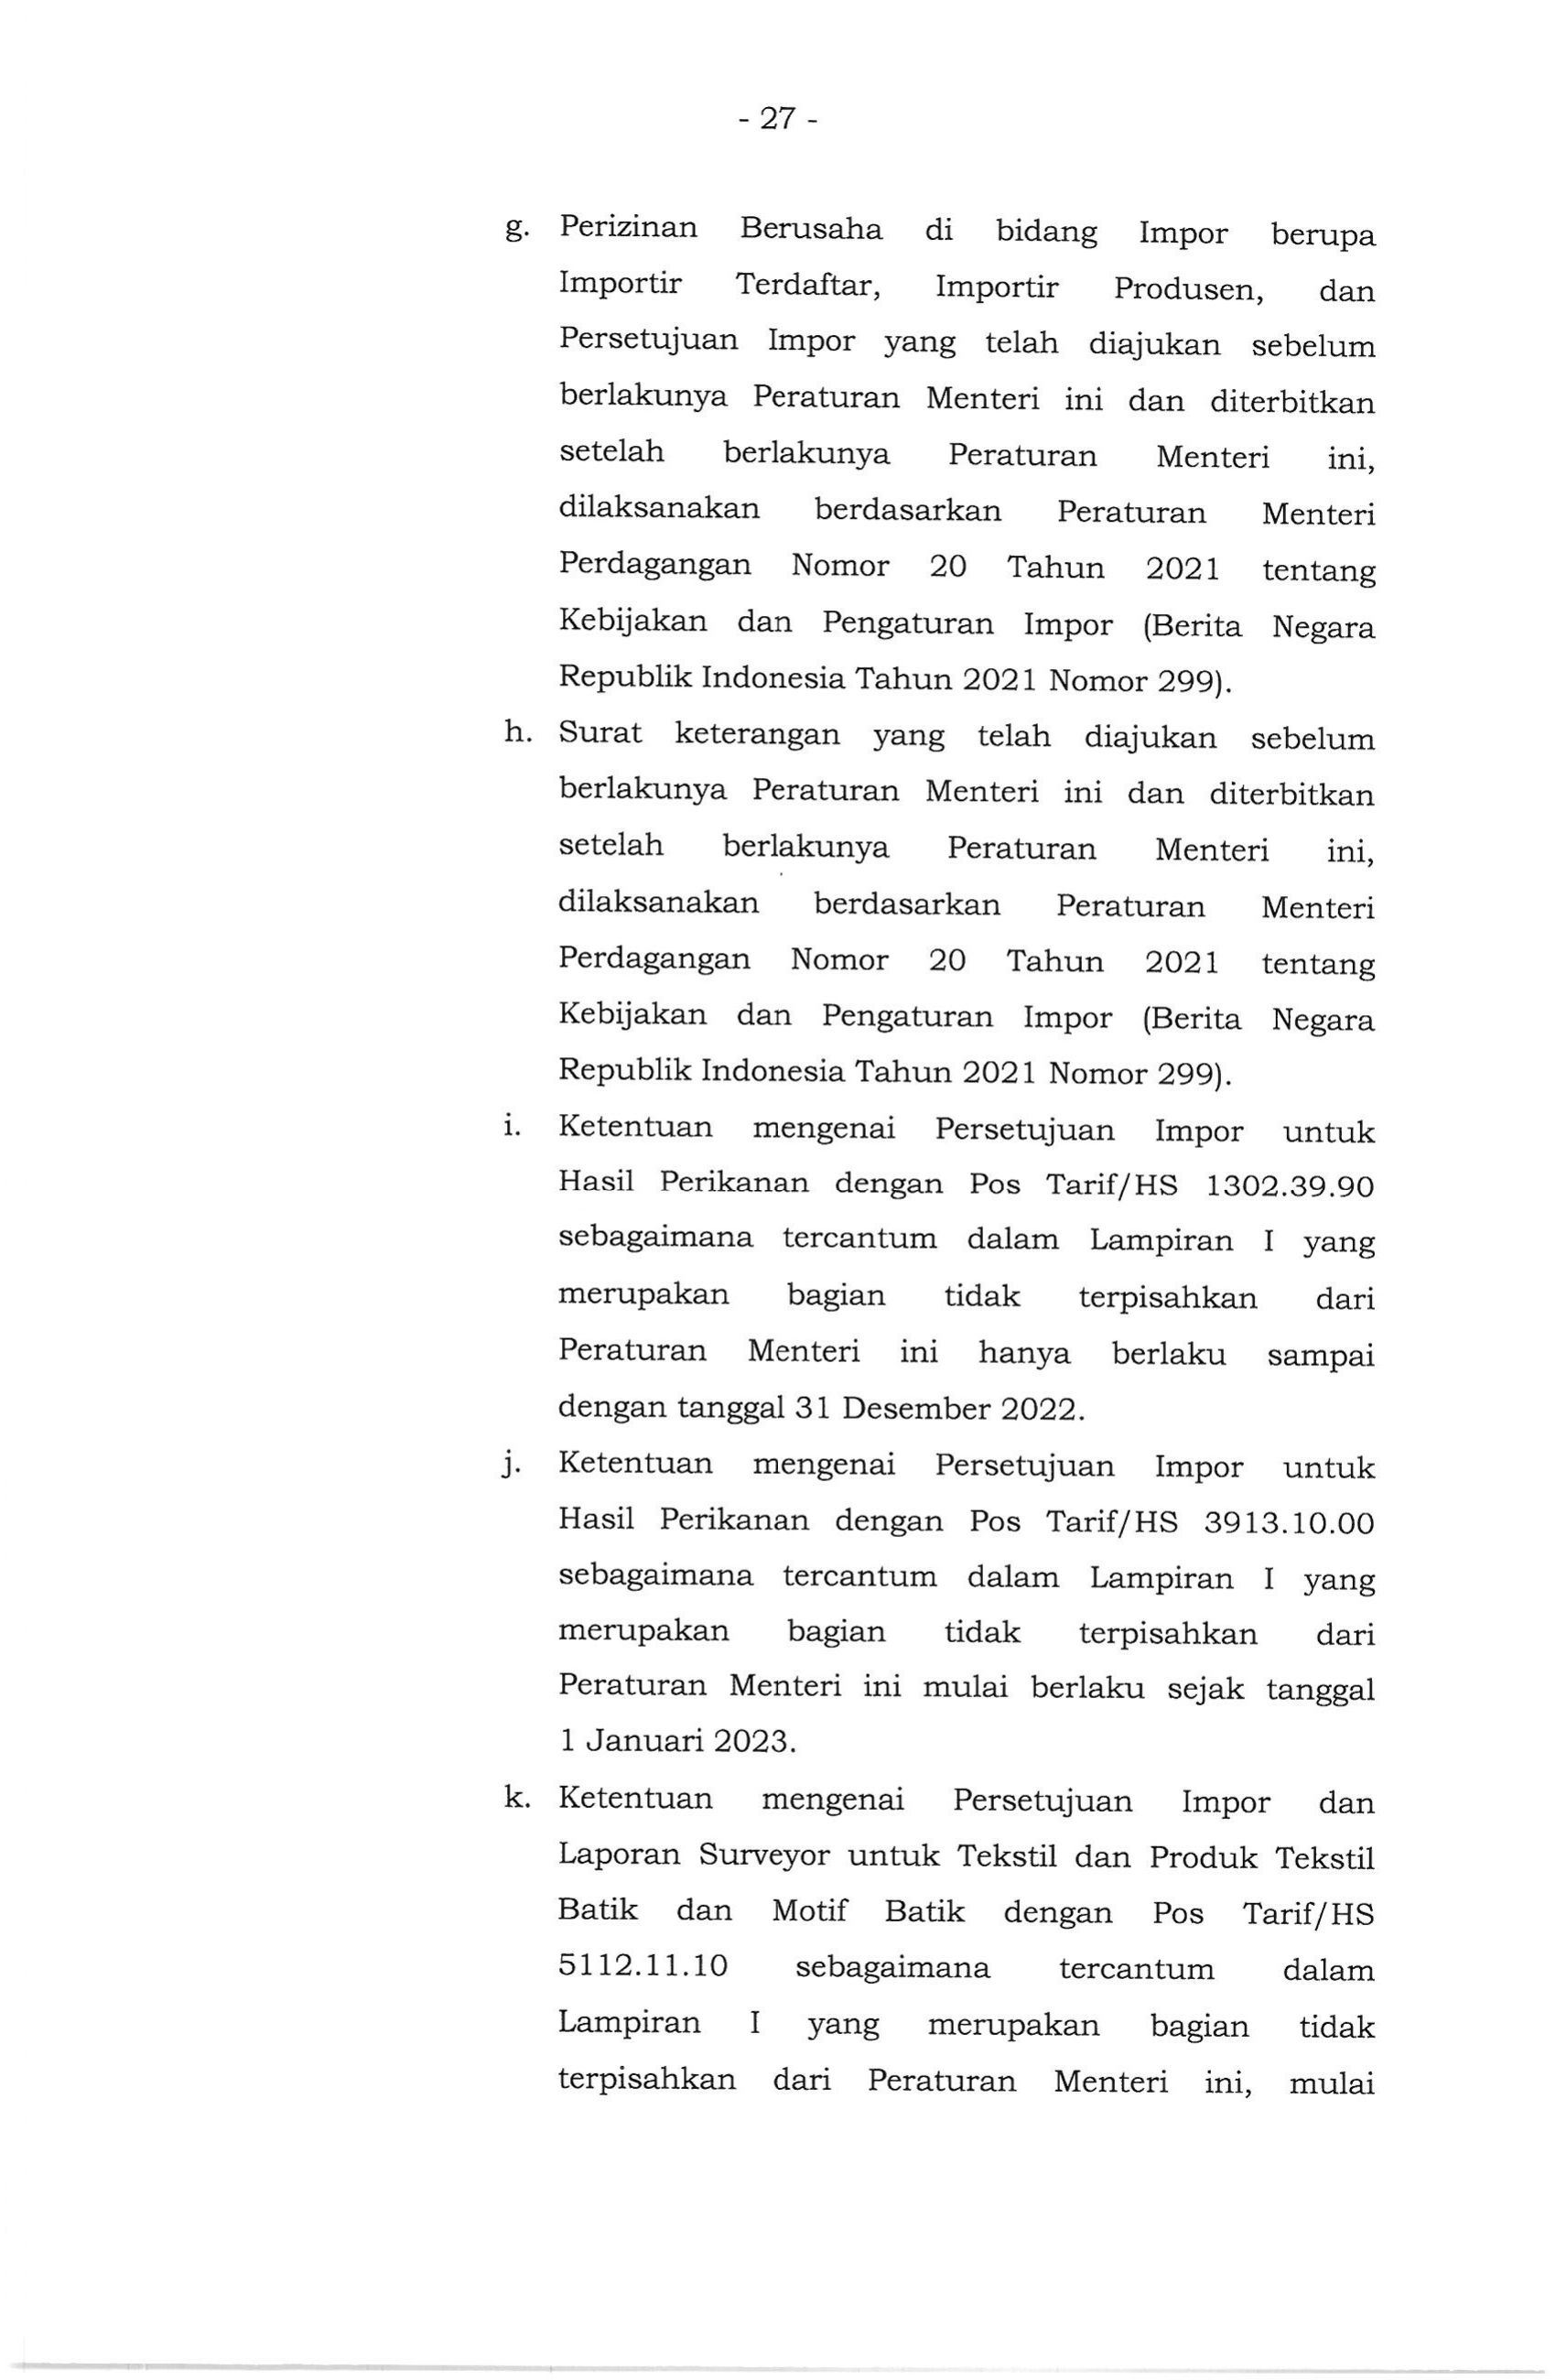 - 27 -
g. Perizinan Berusaha di bidang Impor berupa
Importir Terdaftar, Importir Produsen, dan
Persetujuan Impor yang telah diajukan sebelum
berlakunya Peraturan Menteri ini dan diterbitkan
setelah berlakunya Peraturan Menteri ini,
dilaksanakan berdasarkan Peraturan Menteri
Perdagangan Nomor 20 Tahun 2021 tentang
Kebijakan dan Pengaturan Impor (Berita Negara
Republik Indonesia Tahun 2021 Nomor 299).
h. Surat keterangan yang telah diajukan sebelum
berlakunya Peraturan Menteri ini dan diterbitkan
setelah berlakunya Peraturan Menteri ini,
dilaksanakan berdasarkan Peraturan Menteri
Perdagangan Nomor 20 Tahun 2021 tentang
Kebijakan dan Pengaturan Impor (Berita Negara
Republik Indonesia Tahun 2021 Nomor 299).
i. Ketentuan mengenai Persetujuan Impor untuk
Hasil Perikanan dengan Pos Tarif/HS 1302.39.90
sebagaimana tercantum dalam Lampiran I yang
merupakan bagian tidak terpisahkan dari
Peraturan Menteri ini hanya berlaku sampai
dengan tanggal 31 Desember 2022.
j. Ketentuan mengenai Persetujuan Impor untuk
Hasil Perikanan dengan Pos Tarif/HS 3913.10.00
sebagaimana tercantum dalam Lampiran I yang
merupakan bagian tidak terpisahkan dari
Peraturan Menteri ini mulai berlaku sejak tanggal
1 Januari 2023.
k. Ketentuan mengenai Persetujuan Impor dan
Laporan Surveyor untuk Tekstil dan Produk Tekstil
Batik dan Motif Batik dengan Pos Tarif/HS
5112.11.10 sebagaimana tercantum dalam
Lampiran I yang merupakan bagian tidak
terpisahkan dari Peraturan Menteri ini, mulai